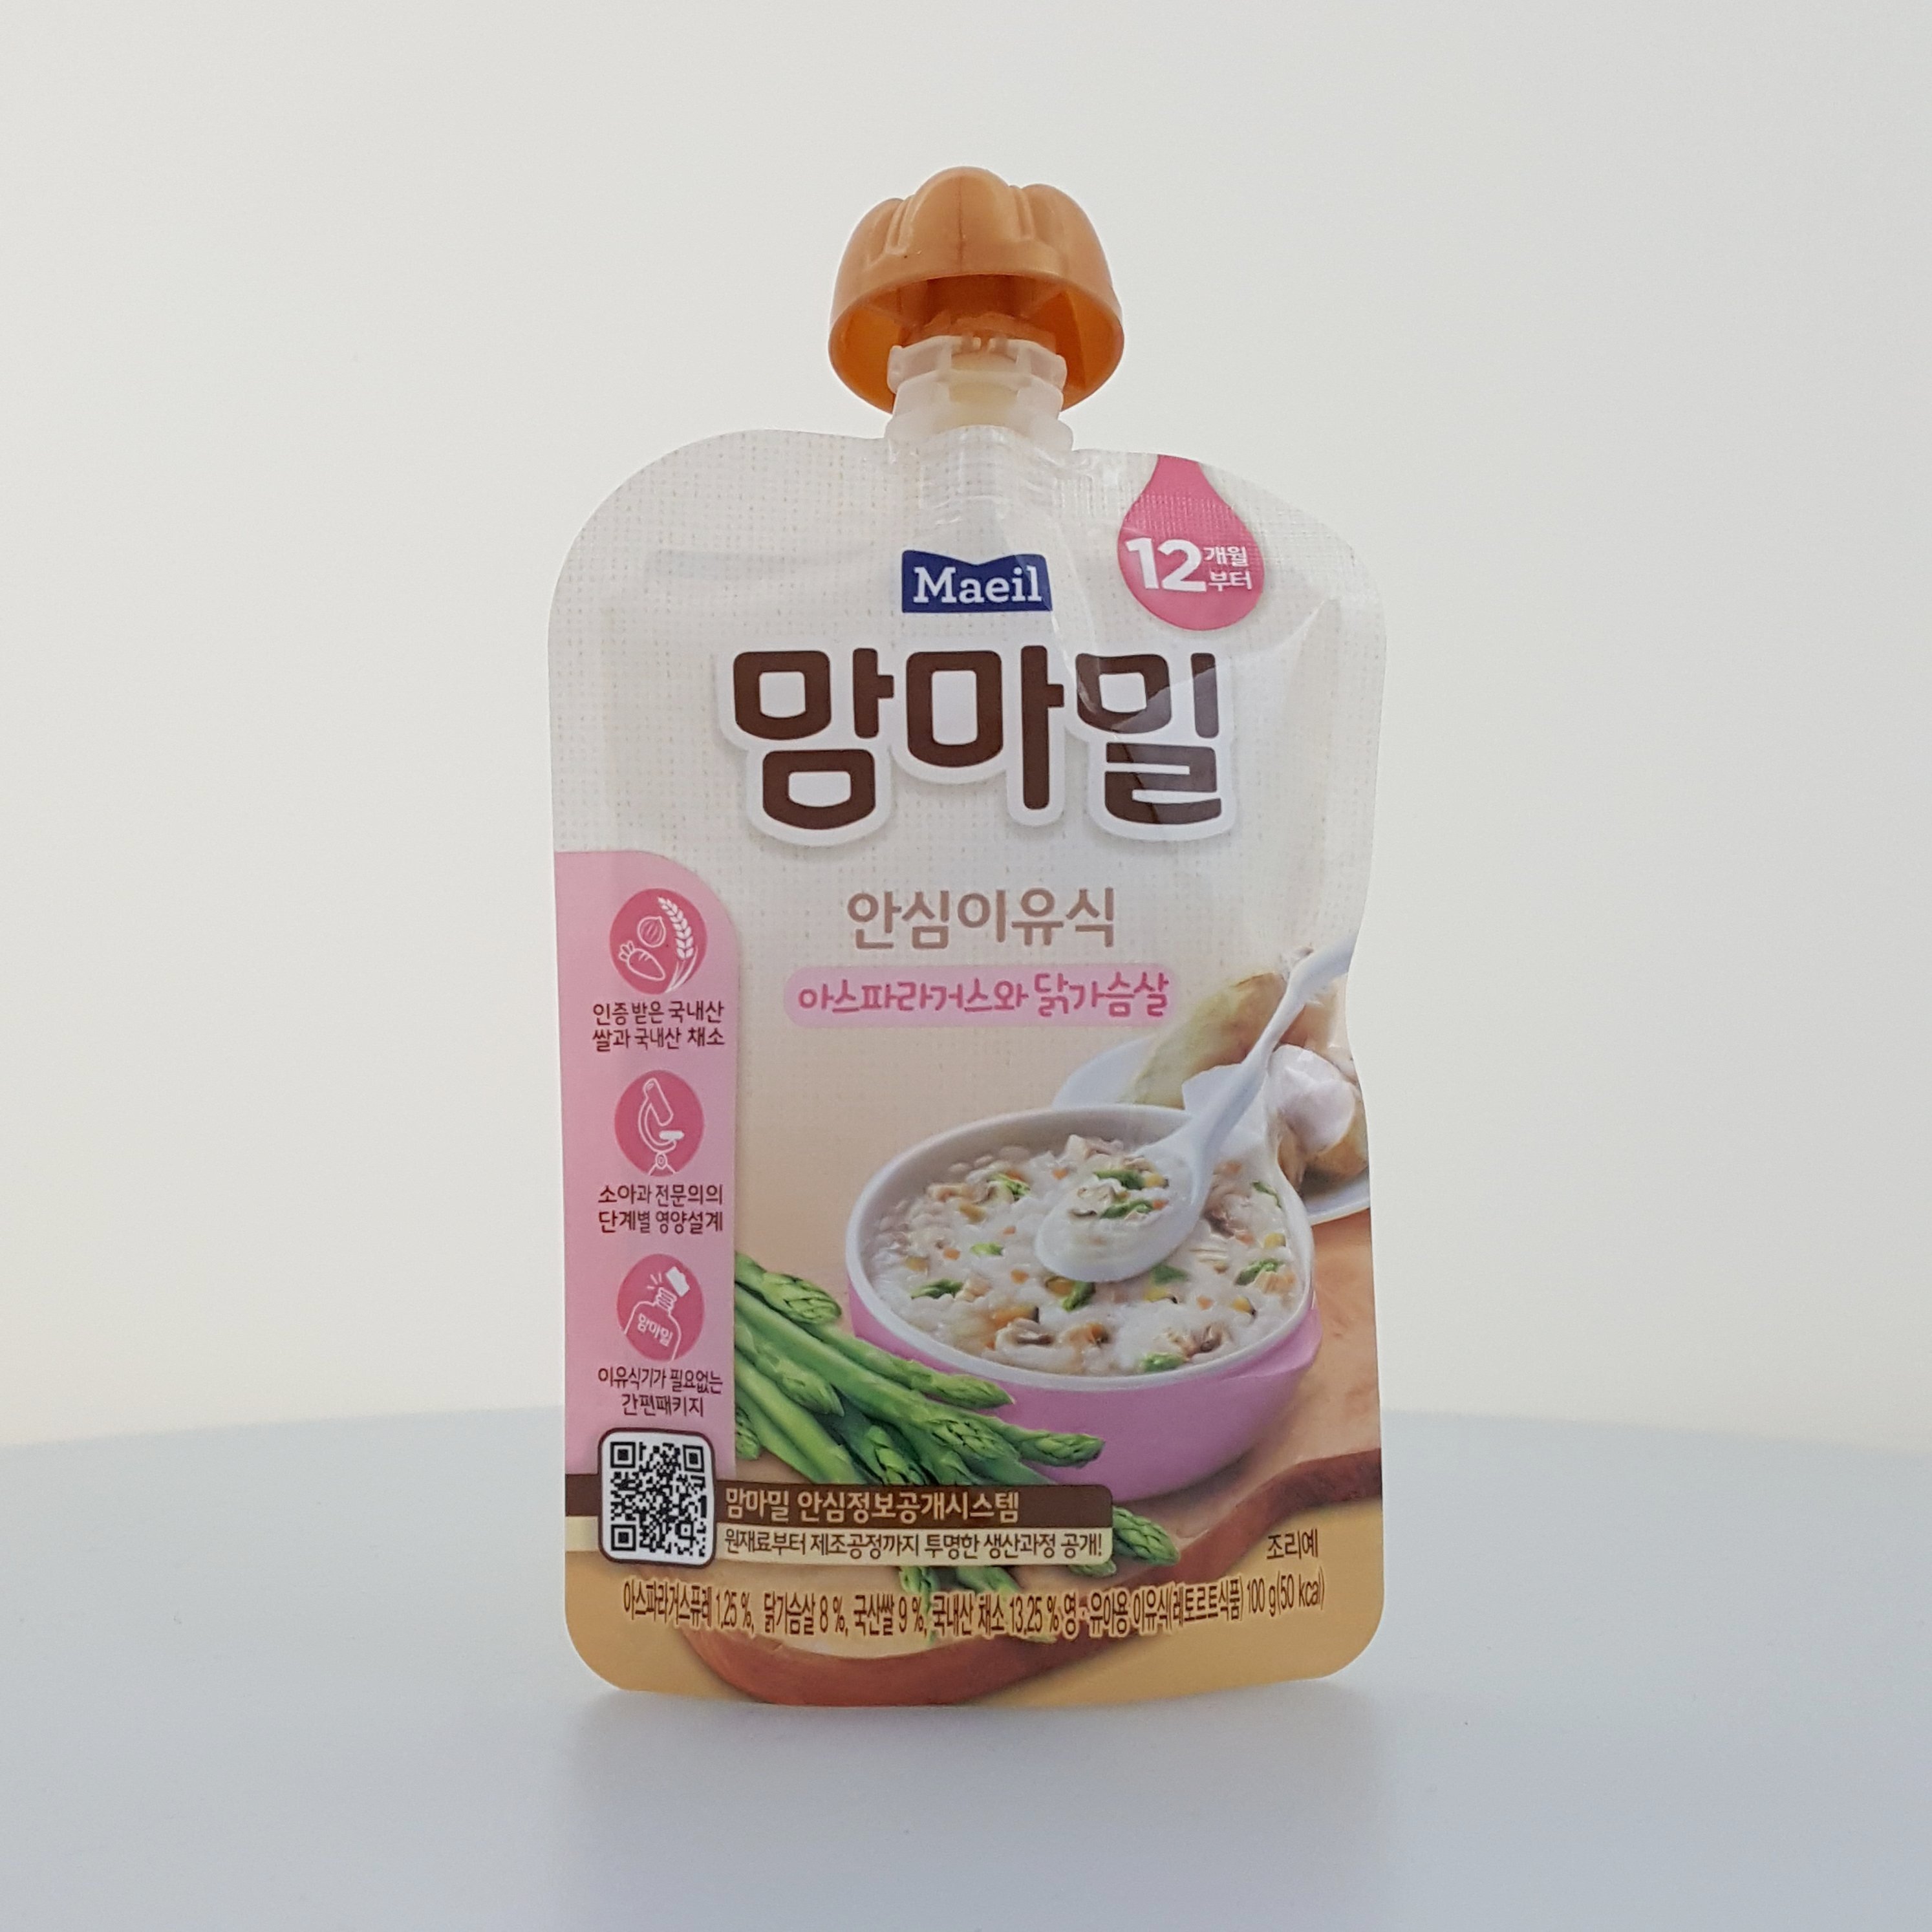 Maeil
12개월
부터
맘마밀
안심이유식
아스파라거스와 닭가슴살
인증 받은 국내산
쌀과 국내산 채소
소아과 전문의의
단계별 영양설계
맘마밀
이유식기가 필요없는
간편패키지
맘마밀 안심정보공개시스템
원재료부터 제조공정까지 투명한 생산과정 공개!
조리예
아스파라거스퓨레 1.25 %, 닭가슴살 8 %, 국산쌀 9 %, 국내산 채소 13.25 % 영·유아용 이유식(레토르트식품) 100 g(50 kcal)